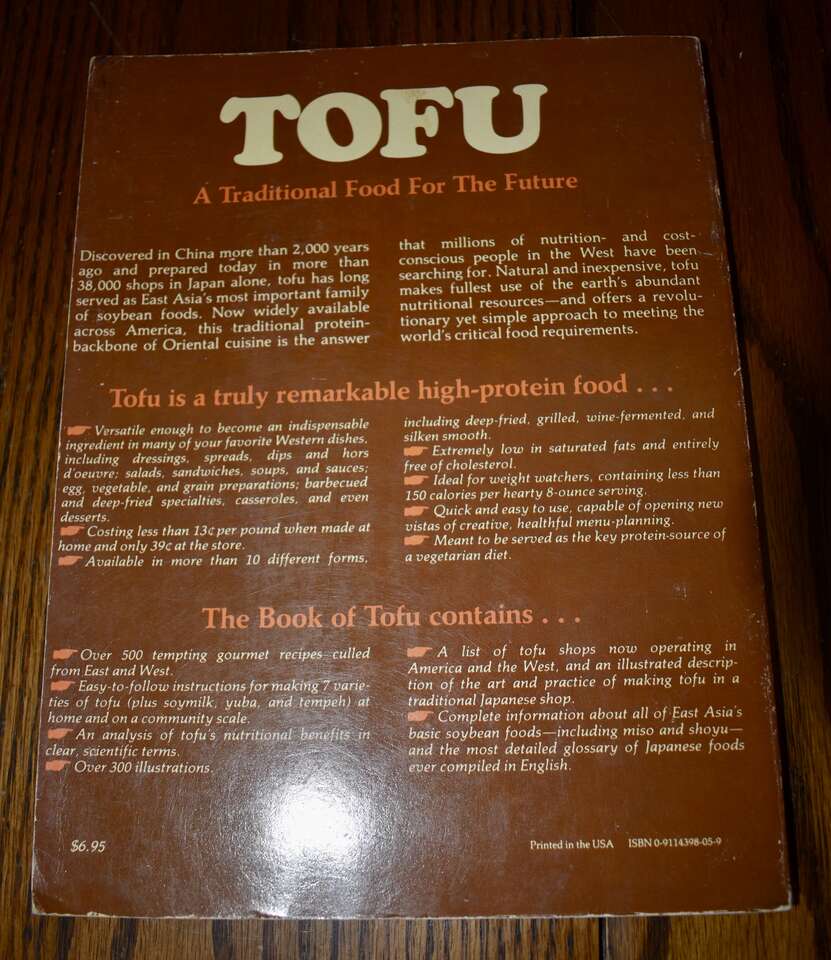 TOFU
A Traditional Food For The Future
Discovered in China more than 2,000 years
ago and prepared today in more than
38,000 shops in Japan alone, tofu has long
served as East Asia's most important family
of soybean foods. Now widely available
across America, this traditional protein-
backbone of Oriental cuisine is the answer
that millions of nutrition- and cost-
conscious people in the West have been
searching for. Natural and inexpensive, tofu
makes fullest use of the earth's abundant
nutritional resources—and offers a revolu-
tionary yet simple approach to meeting the
world's critical food requirements.
Tofu is a truly remarkable high-protein food . . .
Versatile enough to become an indispensable
ingredient in many of your favorite Western dishes,
including dressings, spreads, dips and hors
d'oeuvre; salads, sandwiches, soups, and sauces;
egg, vegetable, and grain preparations; barbecued
and deep-fried specialties, casseroles, and even
desserts.
Costing less than 13¢ per pound when made at
home and only 39¢ at the store.
Available in more than 10 different forms,
including deep-fried, grilled, wine-fermented, and
silken smooth.
Extremely low in saturated fats and entirely
free of cholesterol.
Ideal for weight watchers, containing less than
150 calories per hearty 8-ounce serving.
Quick and easy to use, capable of opening new
vistas of creative, healthful menu-planning.
Meant to be served as the key protein-source of
a vegetarian diet.
The Book of Tofu contains . . .
Over 500 tempting gourmet recipes culled
from East and West.
Easy-to-follow instructions for making 7 varie-
ties of tofu (plus soymilk, yuba, and tempeh) at
home and on a community scale.
An analysis of tofu's nutritional benefits in
clear, scientific terms.
Over 300 illustrations.
A list of tofu shops now operating in
America and the West, and an illustrated descrip-
tion of the art and practice of making tofu in a
traditional Japanese shop.
Complete information about all of East Asia's
basic soybean foods—including miso and shoyu—
and the most detailed glossary of Japanese foods
ever compiled in English.
$6.95
Printed in the USA ISBN 0-9114398-05-9